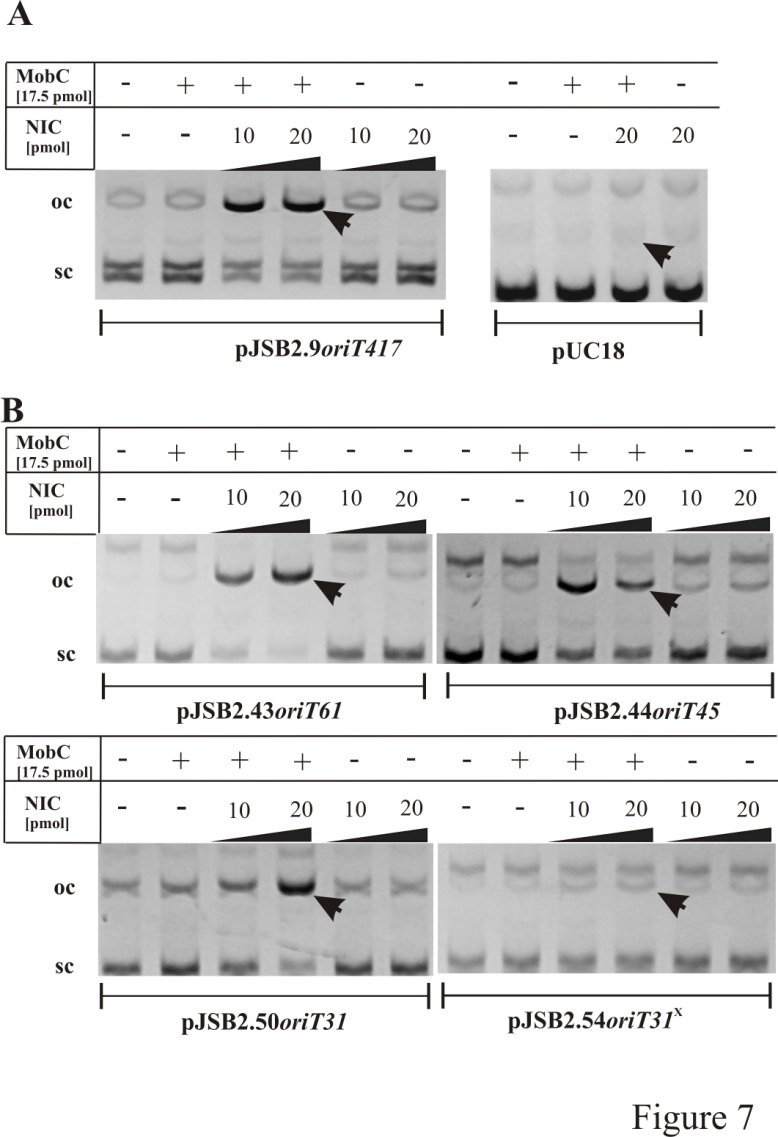 A
MobC - + + + - - - + + -
[17.5 pmol]
NIC - - 10 20 10 20 - - 20 20
[pmol]
oc
sc
pJSB2.9oriT417 pUC18
B
MobC - + + + - - - + + + - -
[17.5 pmol]
NIC - - 10 20 10 20 - - 10 20 10 20
[pmol]
oc
sc
pJSB2.43oriT61 pJSB2.44oriT45
MobC - + + + - - - + + + - -
[17.5 pmol]
NIC - - 10 20 10 20 - - 10 20 10 20
[pmol]
oc
sc
pJSB2.50oriT31 pJSB2.54oriT31x
Figure 7